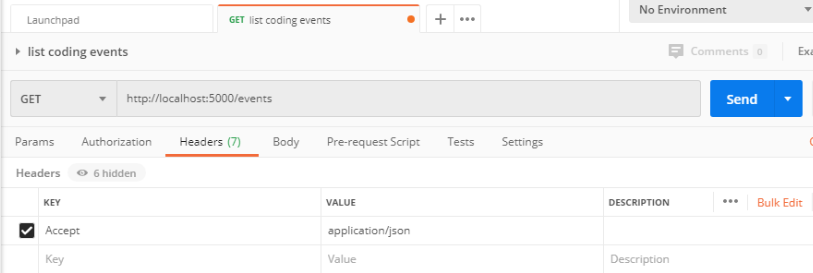 Launchpad
GET list coding events
+ •••
No Environment
list coding events
Comments 0
Exa
GET
http://localhost:5000/events
Send
Params Authorization Headers (7) Body Pre-request Script Tests Settings
Headers 6 hidden
KEY VALUE DESCRIPTION ••• Bulk Edit
Accept application/json
Key Value Description